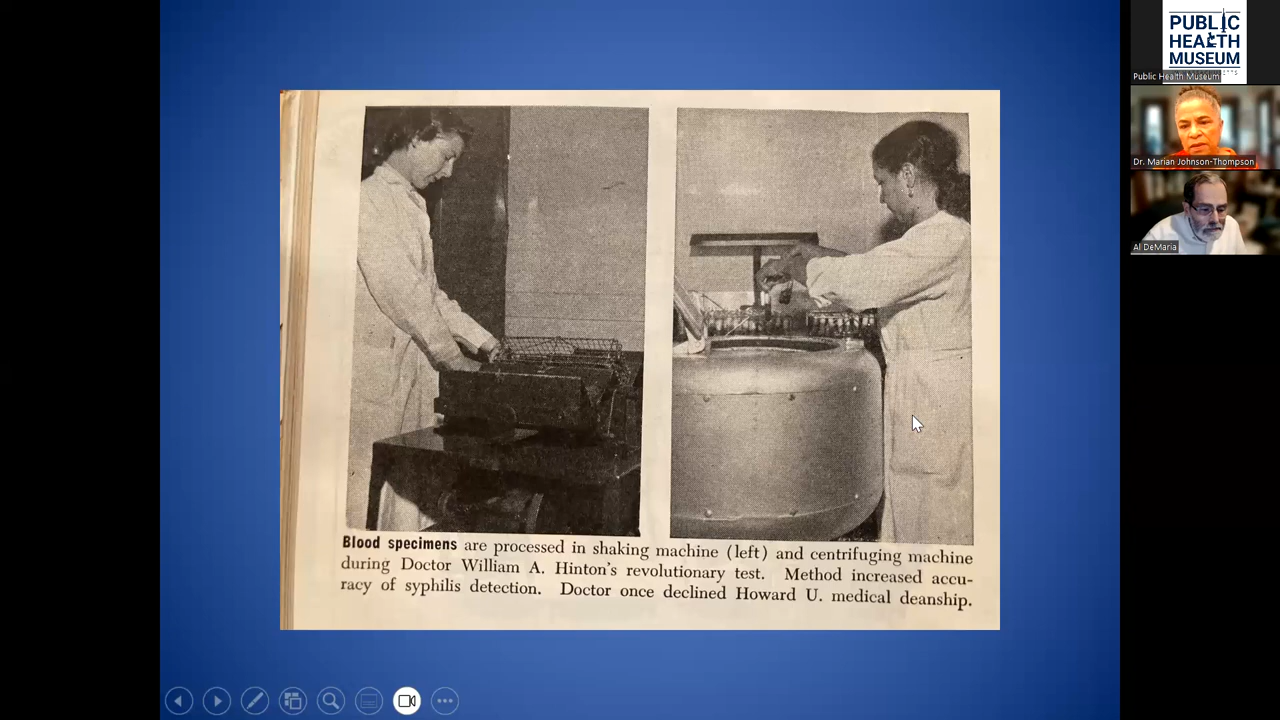 Blood specimens are processed in shaking machine (left) and centrifuging machine
during Doctor William A. Hinton's revolutionary test. Method increased accu-
racy of syphilis detection. Doctor once declined Howard U. medical deanship.
PUBLIC
HEALTH
MUSEUM
Public Health Museum
Dr. Marian Johnson-Thompson
Al DeMaria